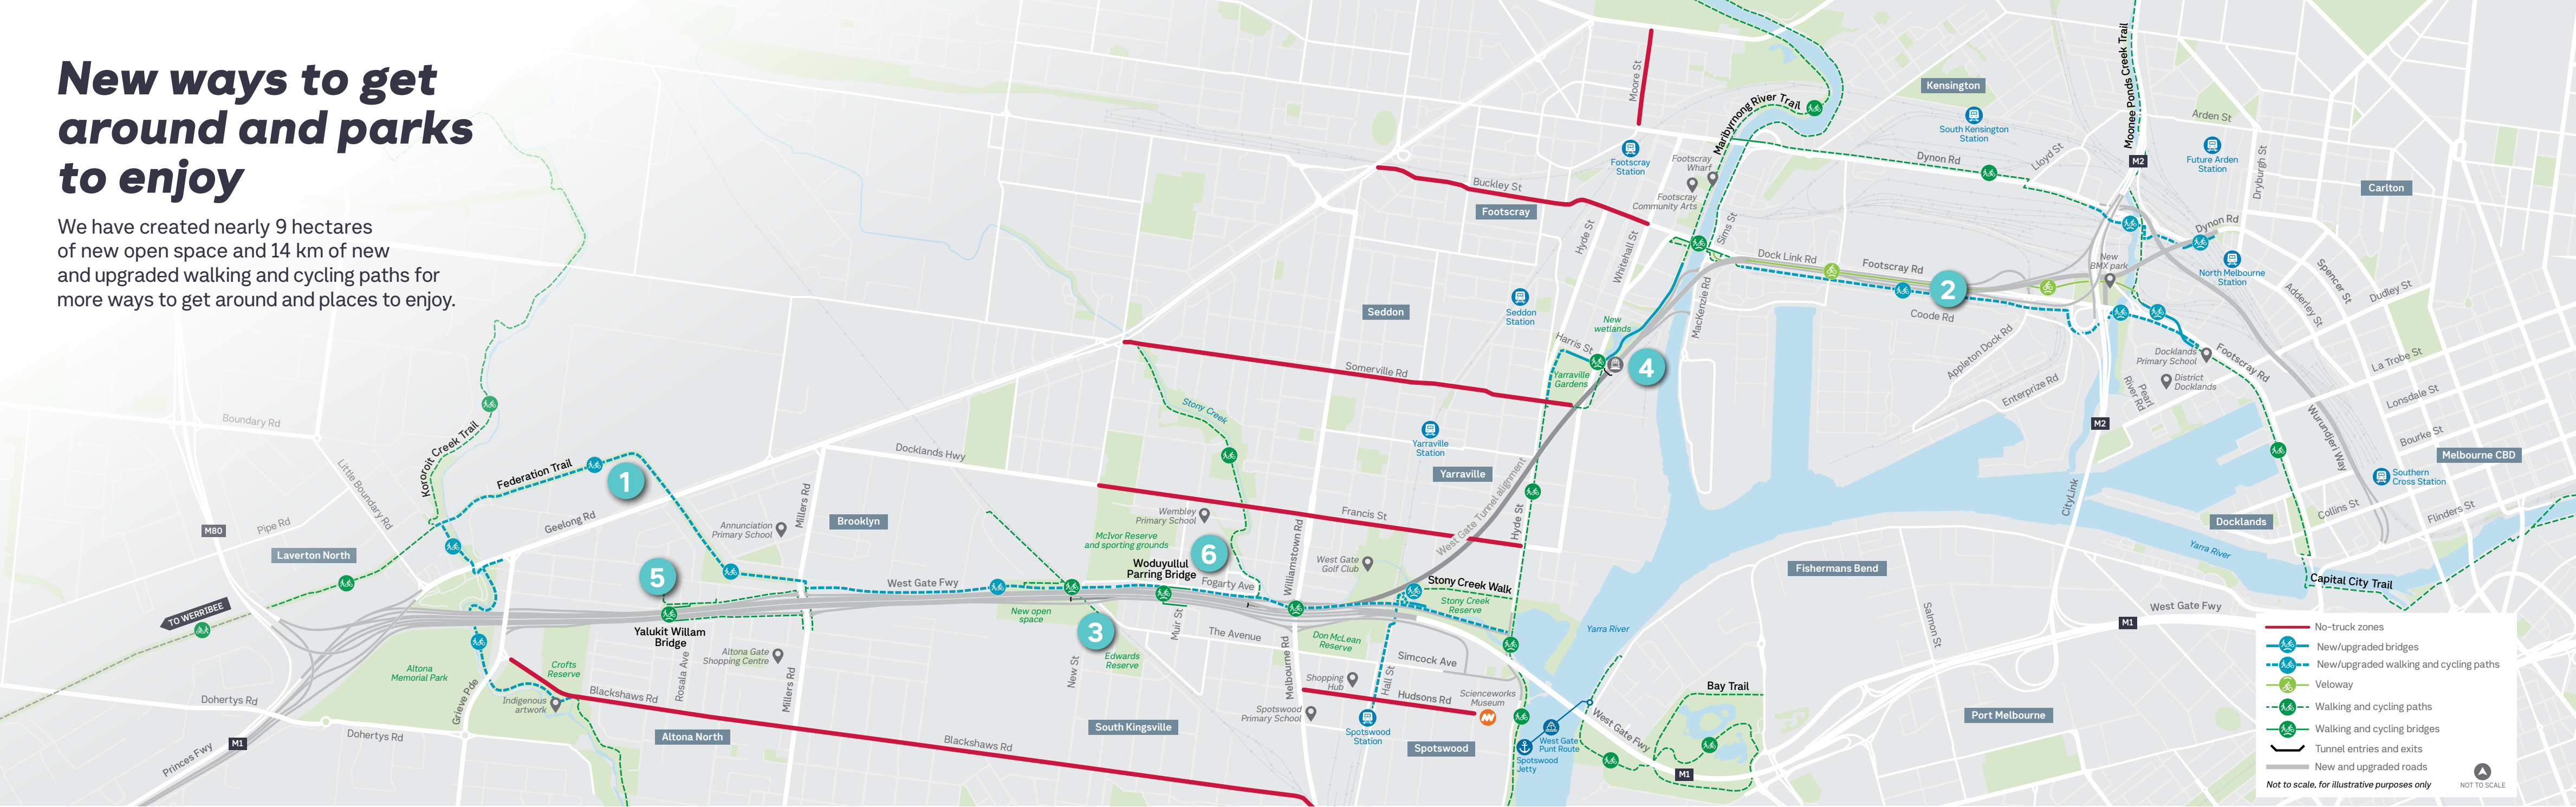 New ways to get
around and parks
to enjoy
We have created nearly 9 hectares
of new open space and 14 km of new
and upgraded walking and cycling paths for
more ways to get around and places to enjoy.
Moore St
Maribyrnong River Trail
Kensington
South Kensington
Station
Moonee Ponds Creek Trail
Arden St
M2
Future Arden
Station
Dryburgh St
Carlton
Footscray
Station
Footscray
Wharf
Footscray
Community Arts
Buckley St
Footscray
Dynon Rd
Lloyd St
Hyde St
Whitehall St
Sims St
Dock Link Rd
Footscray Rd
2
New
BMX park
Dynon Rd
North Melbourne
Station
Spencer St
Adderley St
Dudley St
Seddon
Seddon
Station
New
wetlands
MacKenzie Rd
Coode Rd
Appleton Dock Rd
Enterprize Rd
Docklands
Primary School
District
Docklands
Footscray Rd
Pearl
River Rd
La Trobe St
Lonsdale St
Bourke St
Wurundjeri Way
Harris St
Yarraville
Gardens
4
Somerville Rd
Stony Creek
Yarraville
Station
Yarraville
M2
CityLink
Melbourne CBD
Southern
Cross Station
Collins St
Flinders St
Docklands
Boundary Rd
Little Boundary Rd
Kororoit Creek Trail
Federation Trail
1
Docklands Hwy
M80
Pipe Rd
Geelong Rd
Laverton North
Annunciation
Primary School
Millers Rd
Brooklyn
Wembley
Primary School
Francis St
McIvor Reserve
and sporting grounds
6
Woduyullul
Parring Bridge
Fogarty Ave
Williamstown Rd
West Gate
Golf Club
West Gate Tunnel alignment
Hyde St
Stony Creek Walk
Stony Creek
Reserve
Fishermans Bend
Yarra River
Capital City Trail
5
West Gate Fwy
TO WERRIBEE
Yalukit Willam
Bridge
New open
space
3
Muir St
The Avenue
Don McLean
Reserve
Yarra River
Salmon St
M1
West Gate Fwy
Altona
Memorial Park
Crofts
Reserve
Rosala Ave
Altona Gate
Shopping Centre
Millers Rd
New St
Edwards
Reserve
Melbourne Rd
Simcock Ave
Shopping
Hub
Hall St
Hudsons Rd
Scienceworks
Museum
Bay Trail
Dohertys Rd
Grieve Pde
Indigenous
artwork
Blackshaws Rd
Spotswood
Primary School
Spotswood
Station
Spotswood
West Gate
Punt Route
Spotswood
Jetty
West Gate Fwy
Port Melbourne
M1
Princes Fwy
M1
Dohertys Rd
Altona North
Blackshaws Rd
South Kingsville
No-truck zones
New/upgraded bridges
New/upgraded walking and cycling paths
Veloway
Walking and cycling paths
Walking and cycling bridges
Tunnel entries and exits
New and upgraded roads
Not to scale, for illustrative purposes only
NOT TO SCALE